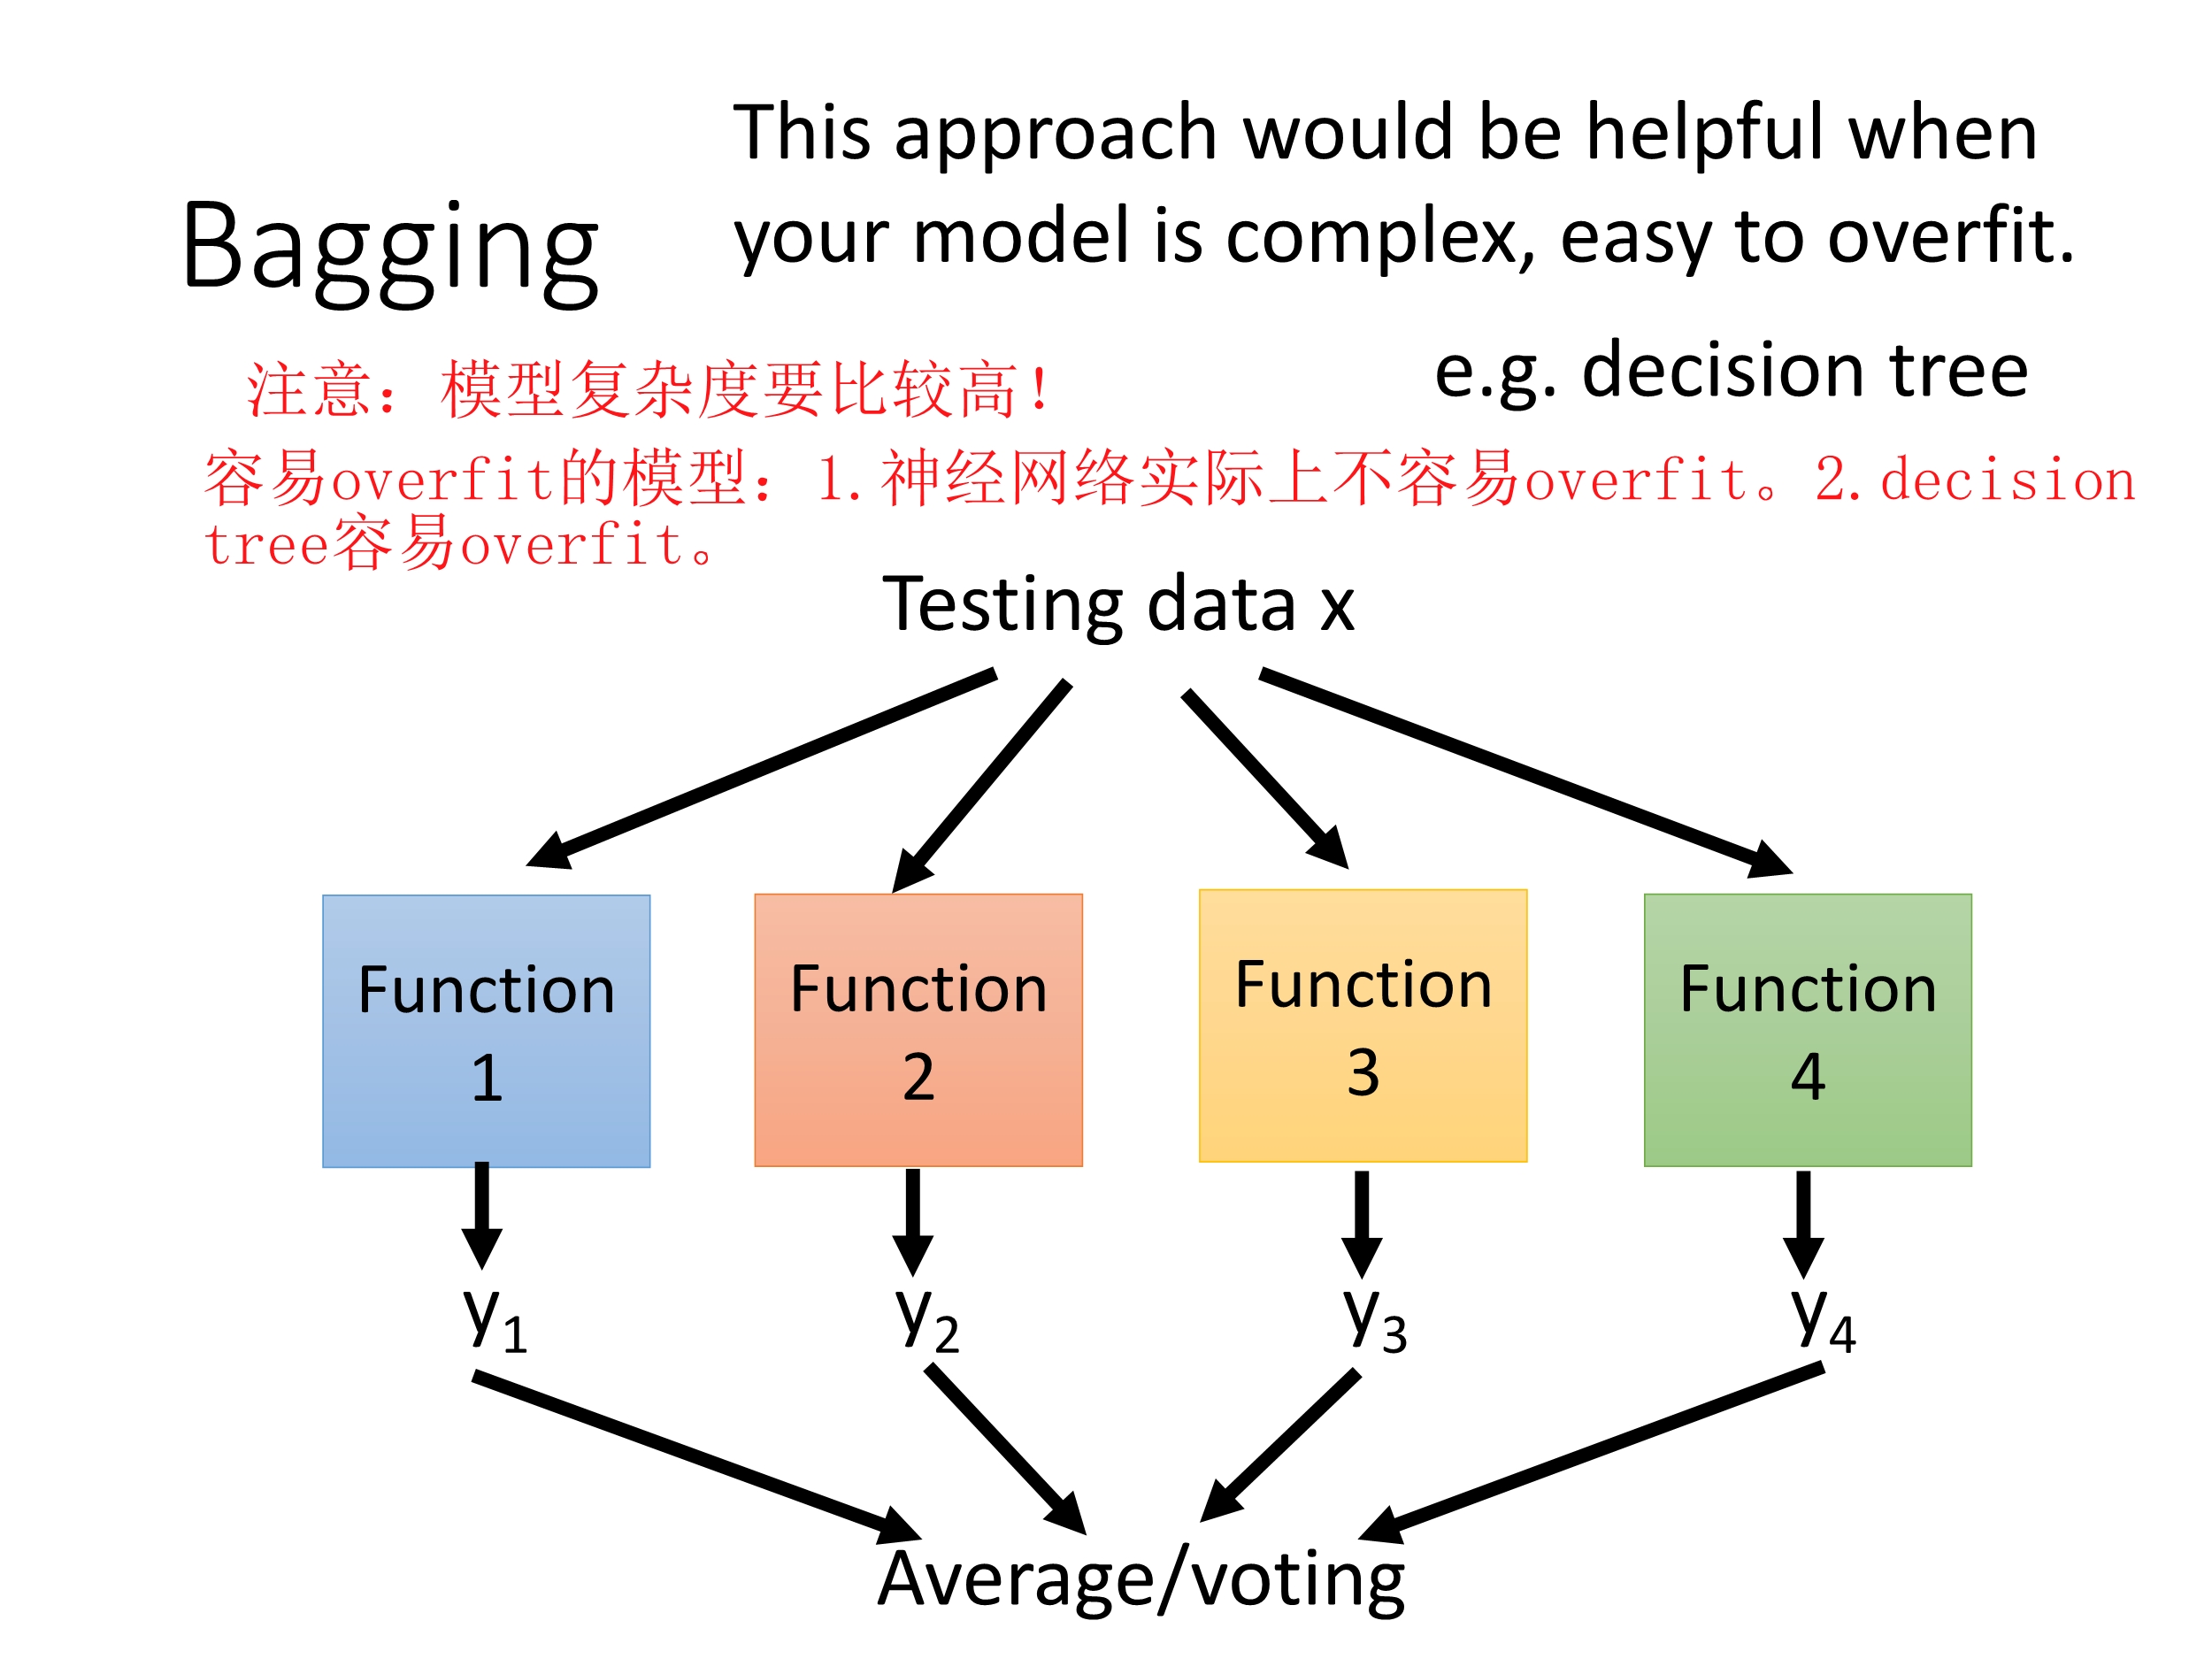 This approach would be helpful when
Bagging
your model is complex, easy to overfit.
e.g. decision tree
注意：模型复杂度要比较高！
容易overfit的模型：1.神经网络实际上不容易overfit。2.decision
tree容易overfit。
Testing data x
Function
1
Function
2
Function
3
Function
4
y1
y2
y3
y4
Average/voting